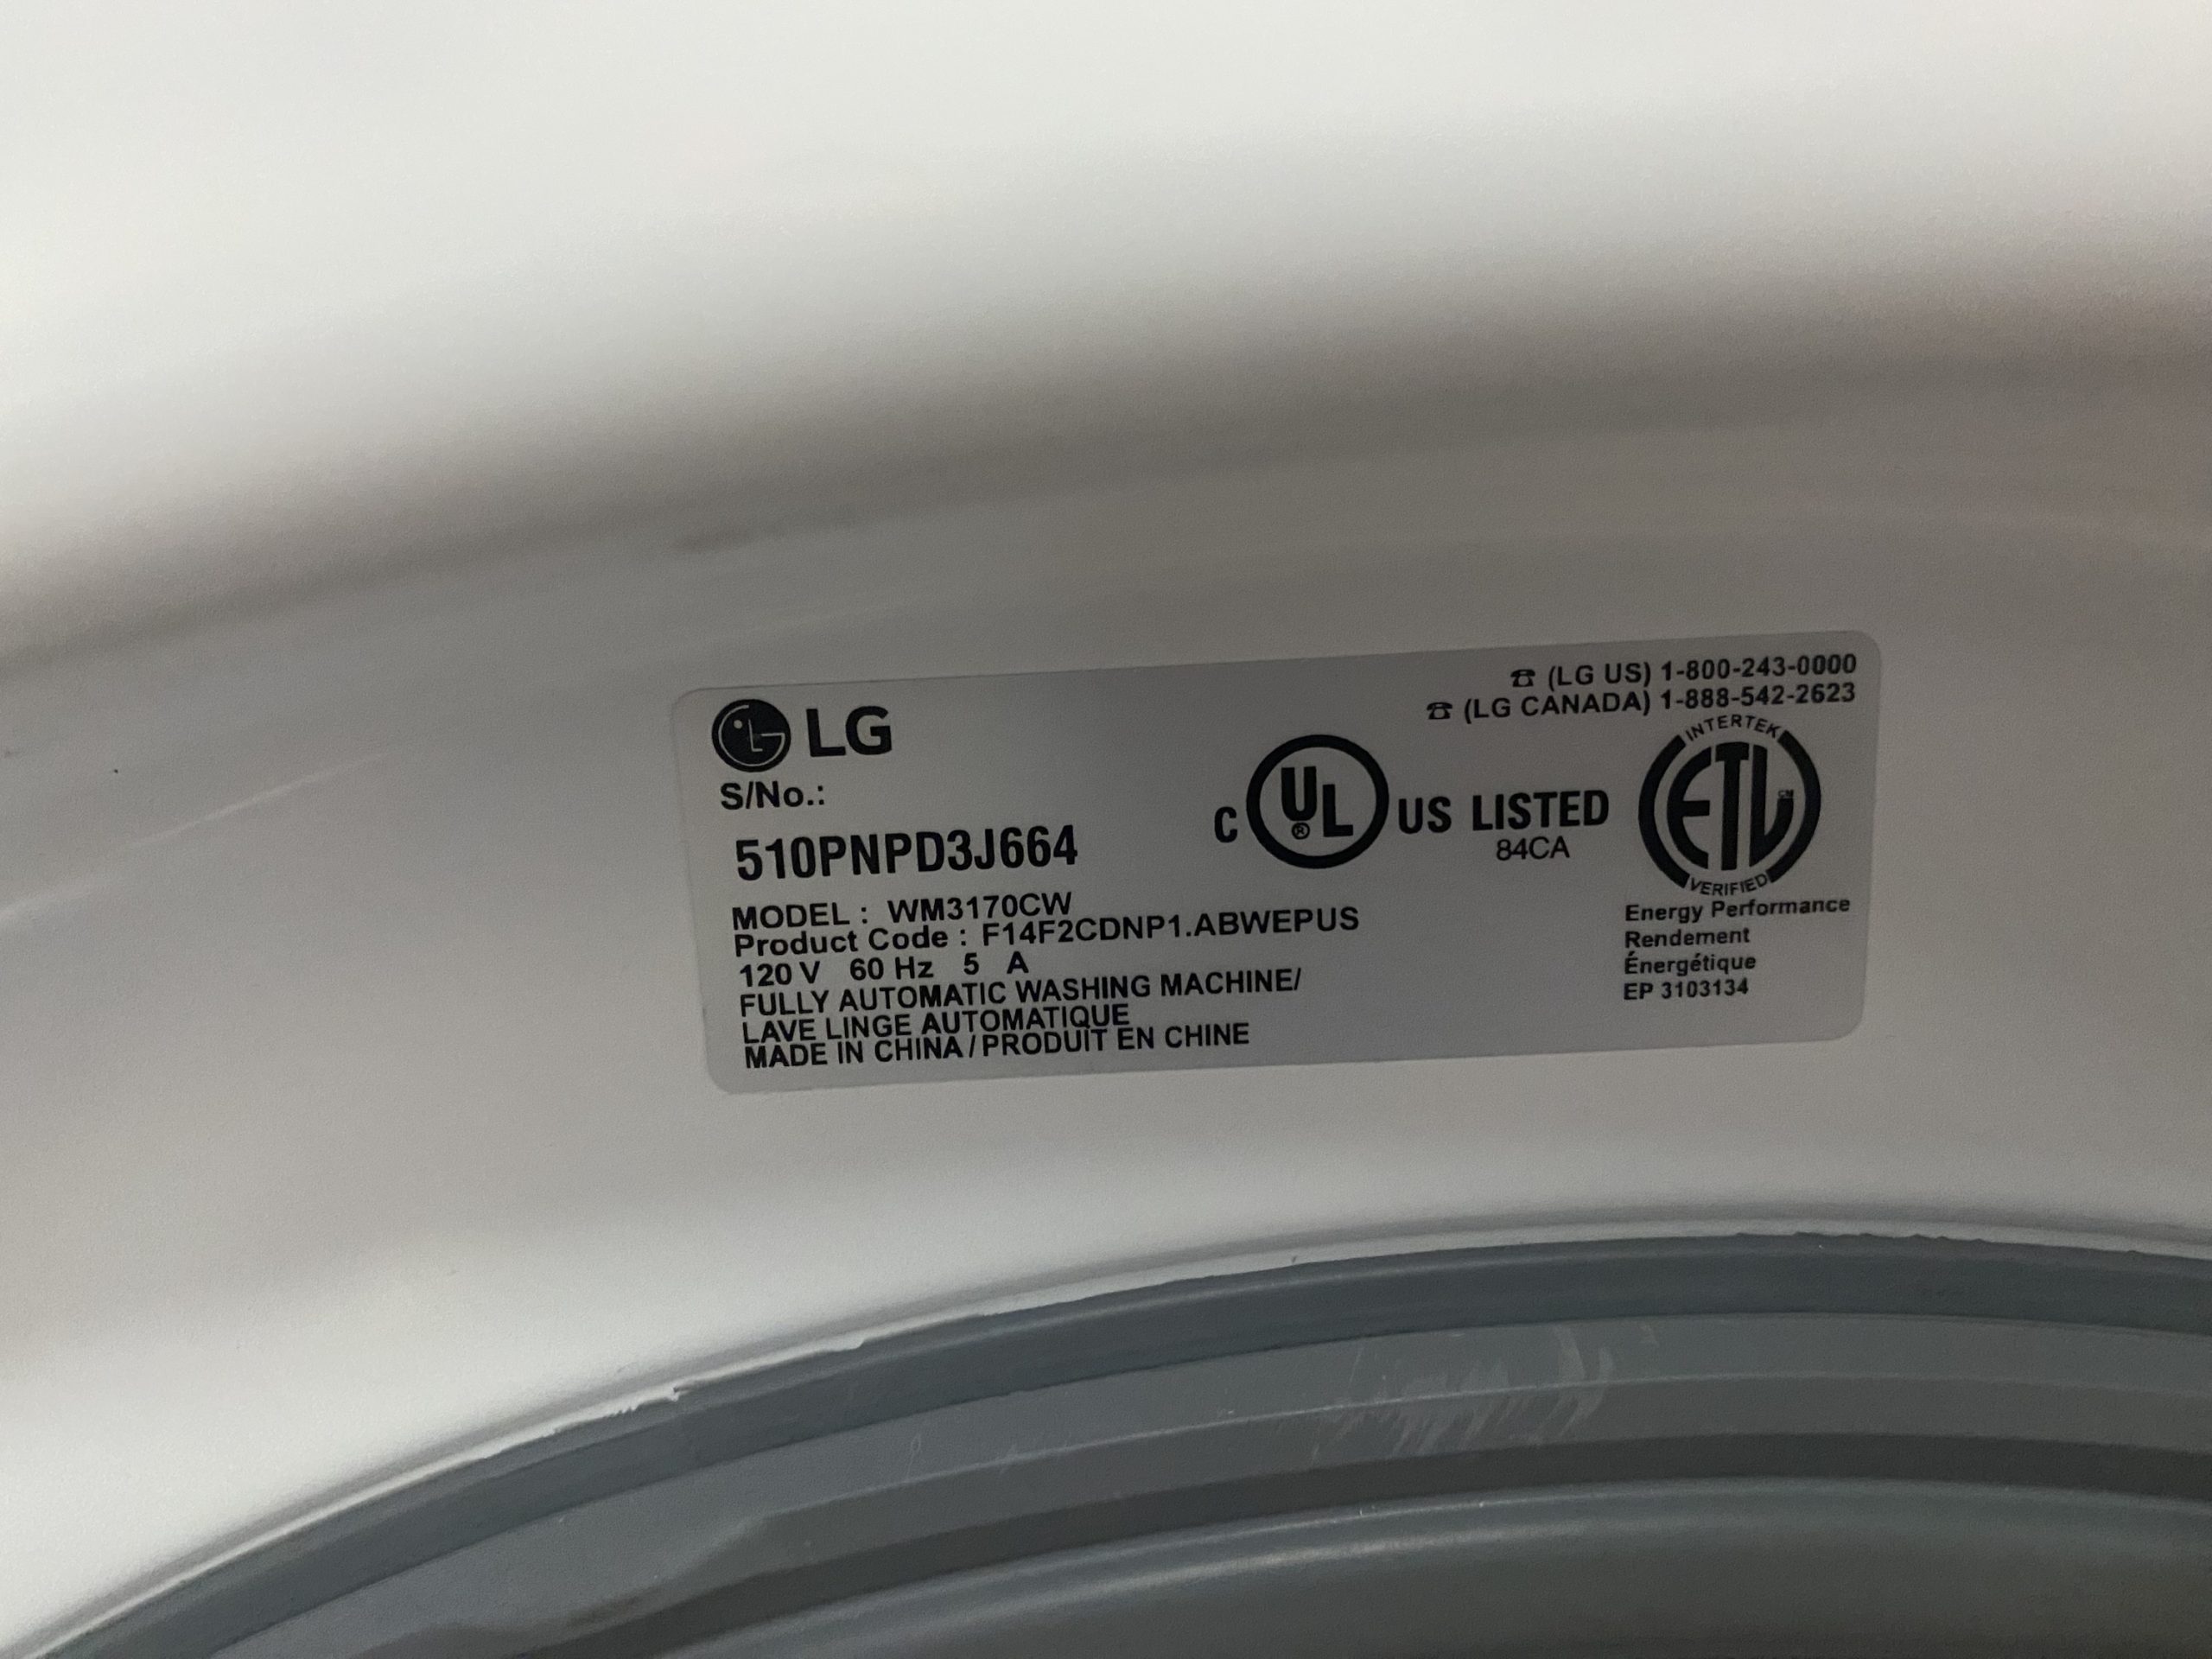 LG
S/No.:
510PNPD3J664
MODEL : WM3170CW
Product Code : F14F2CDNP1.ABWEPUS
120 V 60 Hz 5 A
FULLY AUTOMATIC WASHING MACHINE/
LAVE LINGE AUTOMATIQUE
MADE IN CHINA / PRODUIT EN CHINE
☎ (LG US) 1-800-243-0000
☎ (LG CANADA) 1-888-542-2623
C UL ® US LISTED
84CA
INTERTEK
ETL CM
VERIFIED
Energy Performance
Rendement
Énergétique
EP 3103134